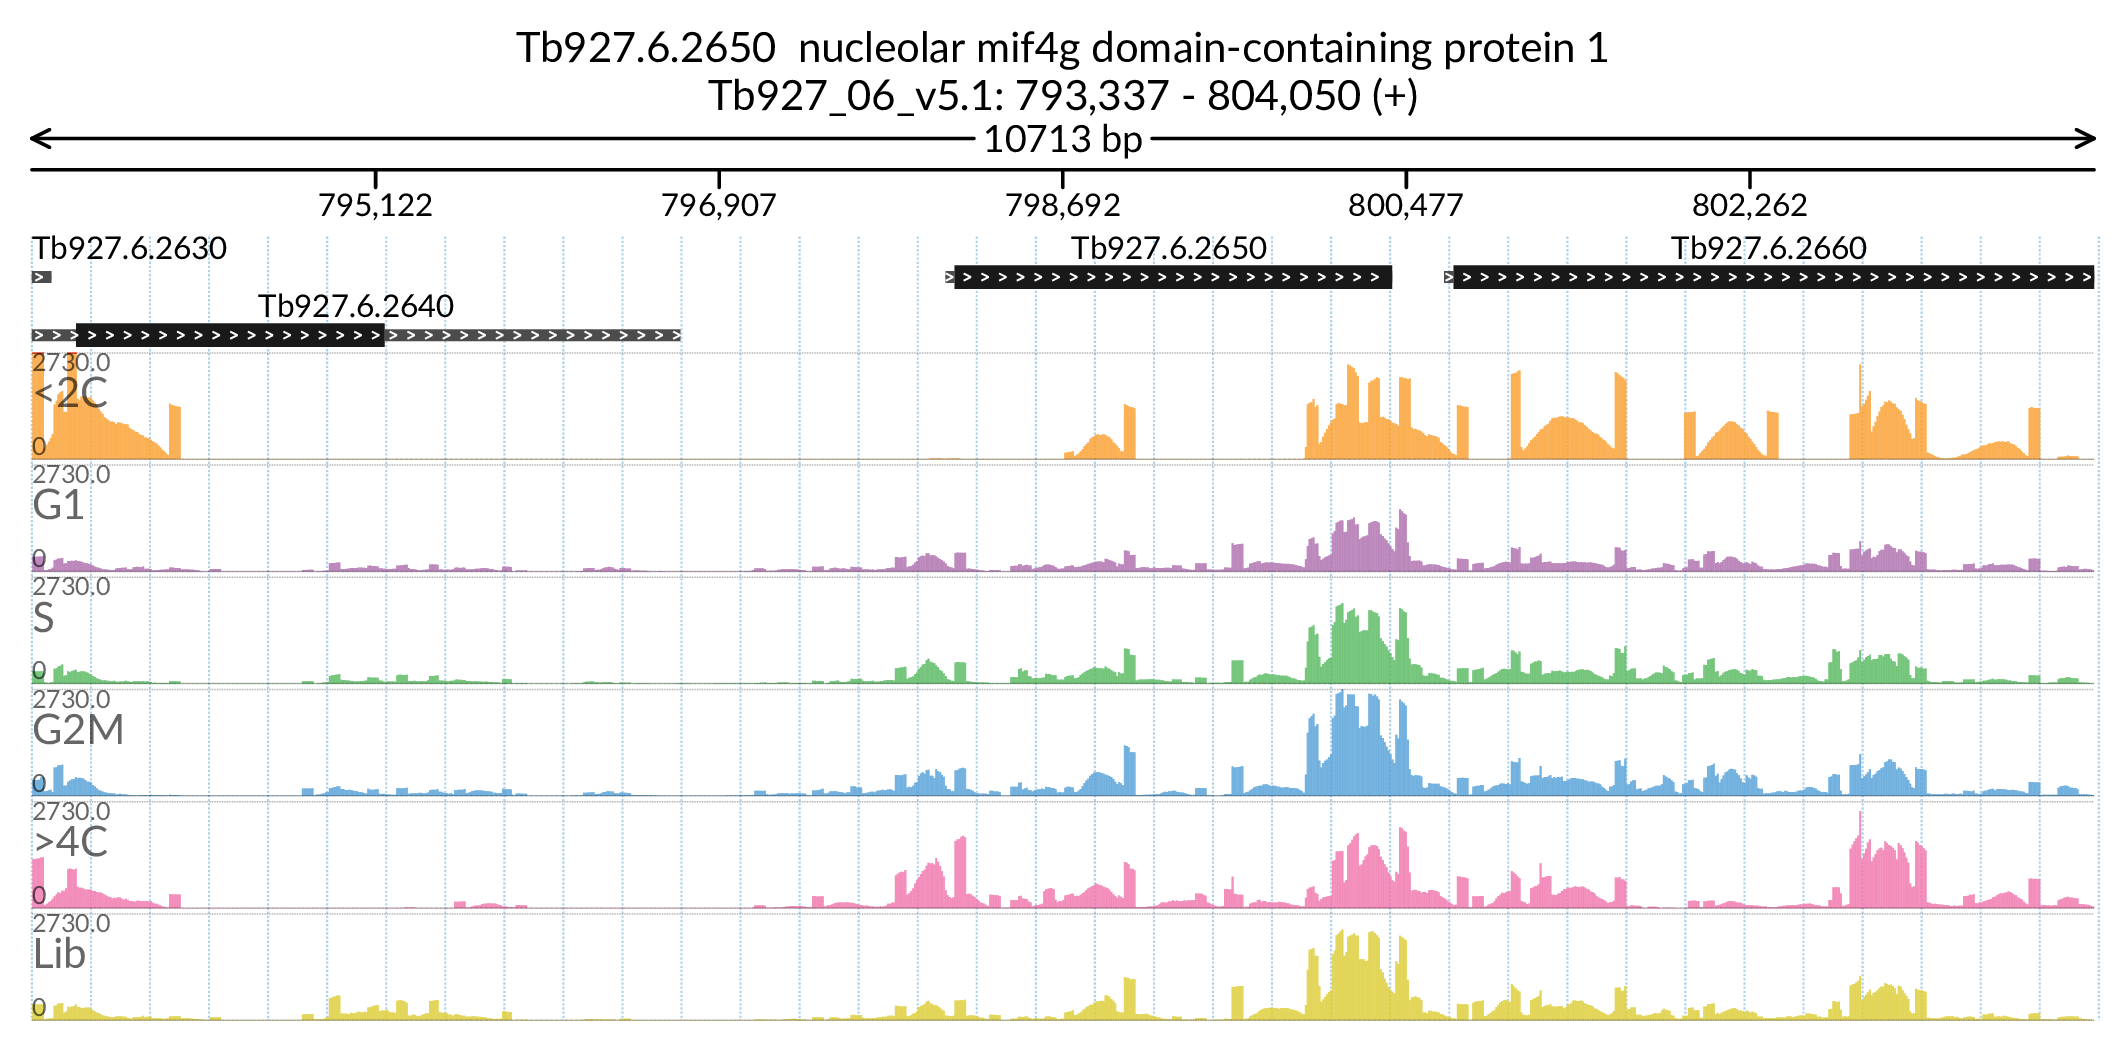 Tb927.6.2650  nucleolar mif4g domain-containing protein 1
Tb927_06_v5.1: 793,337 - 804,050 (+)
10713 bp
795,122 796,907 798,692 800,477 802,262
Tb927.6.2630 Tb927.6.2650 Tb927.6.2660
Tb927.6.2640
2730.0
<2C
0
2730.0
G1
0
2730.0
S
0
2730.0
G2M
0
2730.0
>4C
0
2730.0
Lib
0